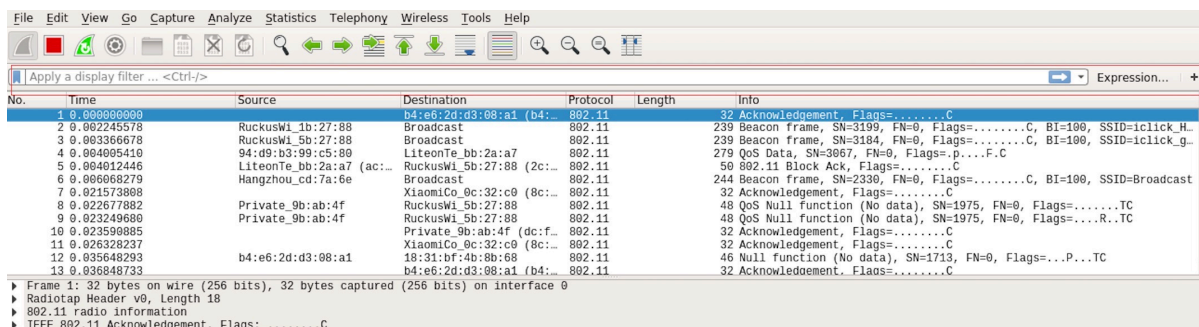 File Edit View Go Capture Analyze Statistics Telephony Wireless Tools Help
Apply a display filter ... <Ctrl-/> Expression... +
No. Time Source Destination Protocol Length Info
1 0.000000000 b4:e6:2d:d3:08:a1 (b4:… 802.11 32 Acknowledgement, Flags=........C
2 0.002245578 RuckusWi_1b:27:88 Broadcast 802.11 239 Beacon frame, SN=3199, FN=0, Flags=........C, BI=100, SSID=iclick_H…
3 0.003366678 RuckusWi_5b:27:88 Broadcast 802.11 239 Beacon frame, SN=3184, FN=0, Flags=........C, BI=100, SSID=iclick_g…
4 0.004005410 94:d9:b3:99:c5:80 LiteonTe_bb:2a:a7 802.11 279 QoS Data, SN=3067, FN=0, Flags=.p....F.C
5 0.004012446 LiteonTe_bb:2a:a7 (ac:… RuckusWi_5b:27:88 (2c:… 802.11 50 802.11 Block Ack, Flags=........C
6 0.006068279 Hangzhou_cd:7a:6e Broadcast 802.11 244 Beacon frame, SN=2330, FN=0, Flags=........C, BI=100, SSID=Broadcast
7 0.021573808 XiaomiCo_0c:32:c0 (8c:… 802.11 32 Acknowledgement, Flags=........C
8 0.022677882 Private_9b:ab:4f RuckusWi_5b:27:88 802.11 48 QoS Null function (No data), SN=1975, FN=0, Flags=.......TC
9 0.023249680 Private_9b:ab:4f RuckusWi_5b:27:88 802.11 48 QoS Null function (No data), SN=1975, FN=0, Flags=....R..TC
10 0.023590885 Private_9b:ab:4f (dc:f… 802.11 32 Acknowledgement, Flags=........C
11 0.026328237 XiaomiCo_0c:32:c0 (8c:… 802.11 32 Acknowledgement, Flags=........C
12 0.035648293 b4:e6:2d:d3:08:a1 18:31:bf:4b:8b:68 802.11 46 Null function (No data), SN=1713, FN=0, Flags=...P...TC
13 0.036848733 b4:e6:2d:d3:08:a1 (b4:… 802.11 32 Acknowledgement, Flags=........C
Frame 1: 32 bytes on wire (256 bits), 32 bytes captured (256 bits) on interface 0
Radiotap Header v0, Length 18
802.11 radio information
IEEE 802.11 Acknowledgement, Flags: ........C